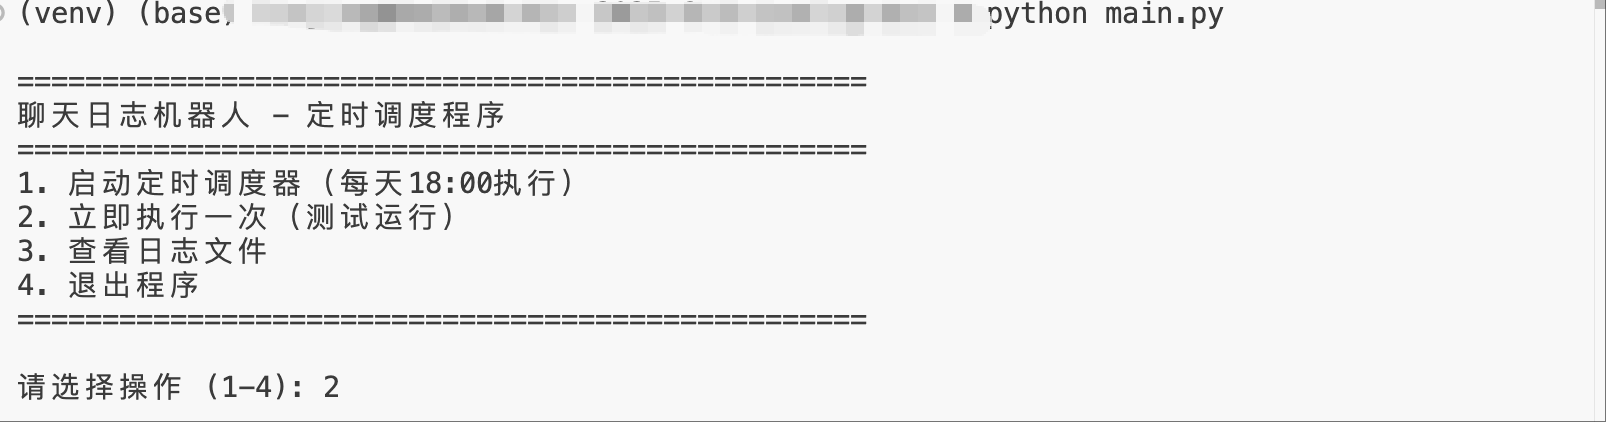 (venv) (base) python main.py
==================================================
聊天日志机器人 - 定时调度程序
==================================================
1. 启动定时调度器（每天18:00执行）
2. 立即执行一次（测试运行）
3. 查看日志文件
4. 退出程序
==================================================
请选择操作 (1-4): 2